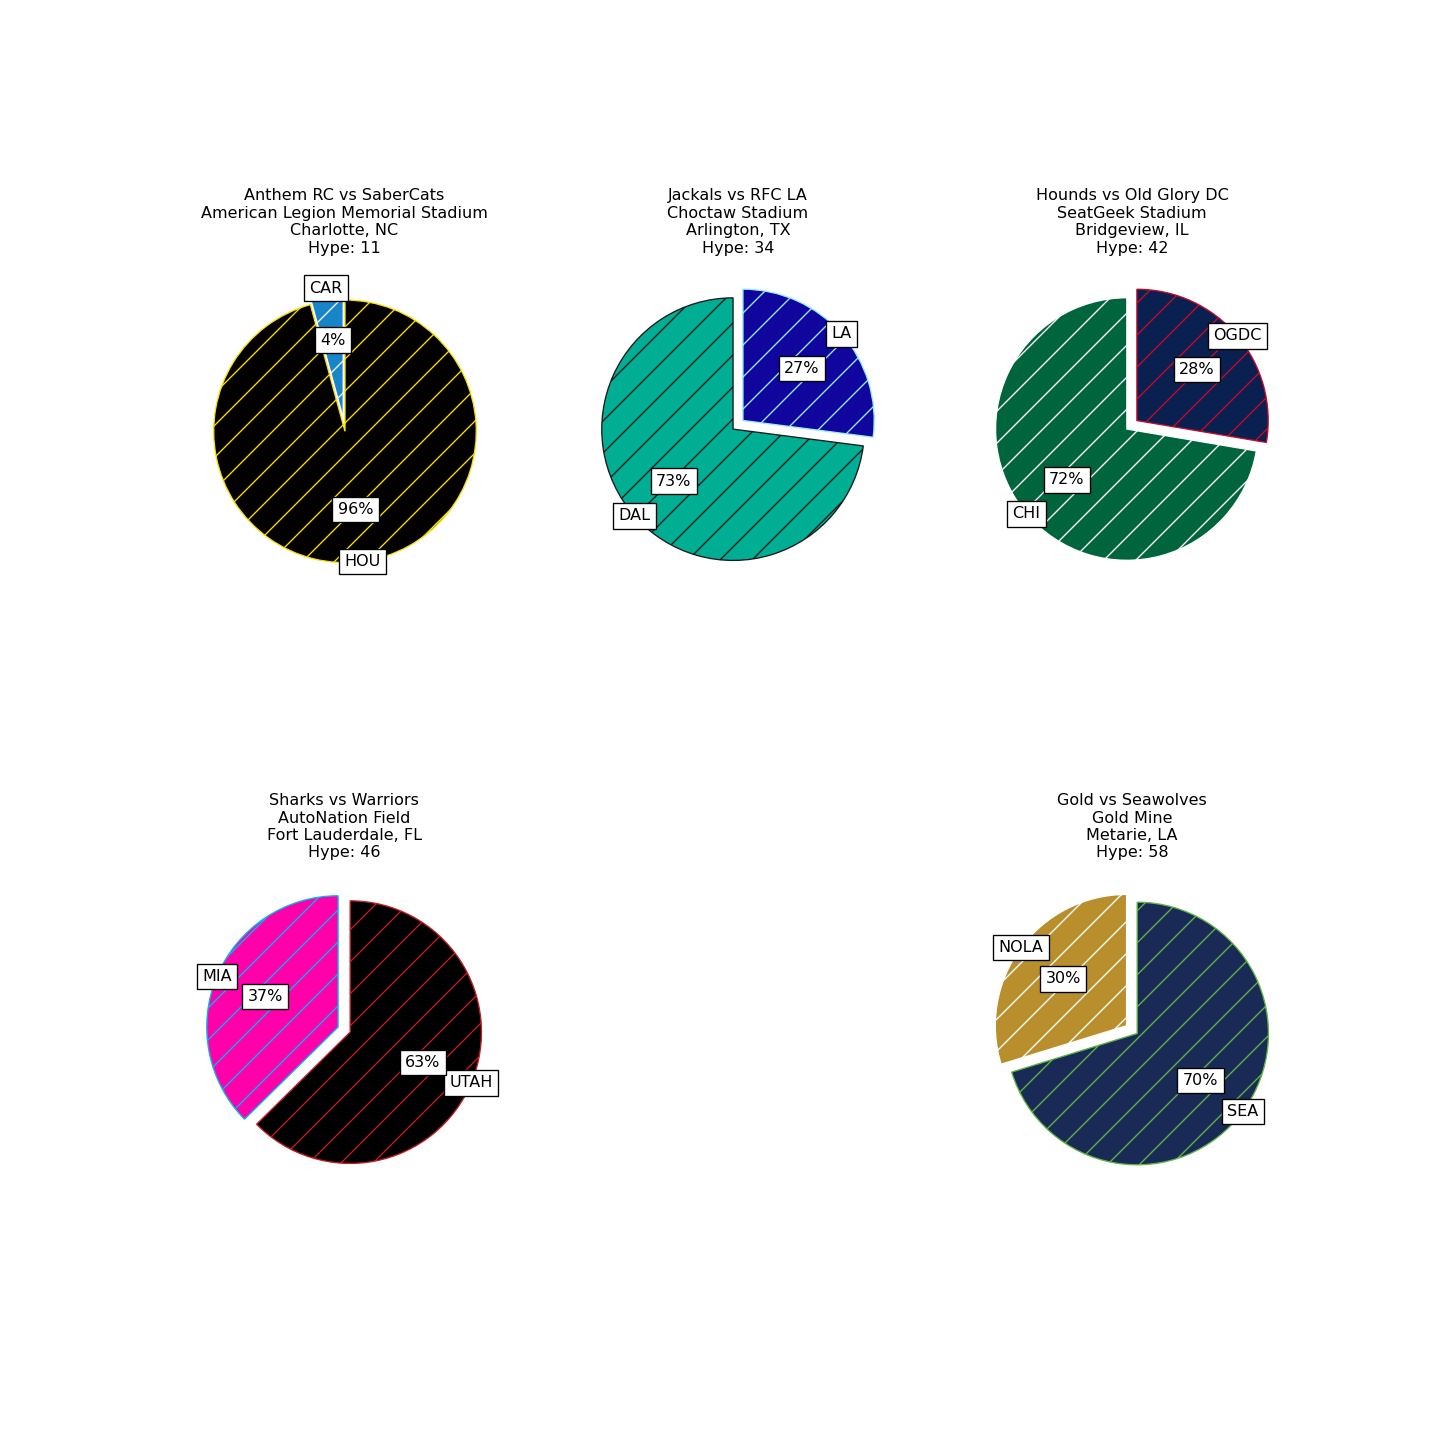 Anthem RC vs SaberCats
American Legion Memorial Stadium
Charlotte, NC
Hype: 11
CAR
4%
96%
HOU
Jackals vs RFC LA
Choctaw Stadium
Arlington, TX
Hype: 34
LA
27%
73%
DAL
Hounds vs Old Glory DC
SeatGeek Stadium
Bridgeview, IL
Hype: 42
OGDC
28%
72%
CHI
Sharks vs Warriors
AutoNation Field
Fort Lauderdale, FL
Hype: 46
MIA
37%
63%
UTAH
Gold vs Seawolves
Gold Mine
Metarie, LA
Hype: 58
NOLA
30%
70%
SEA